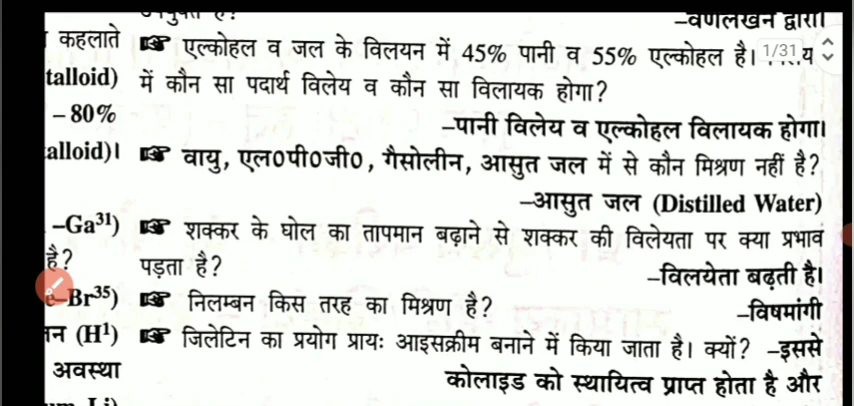 –वर्णलेखन द्वारा।
कहलाते
talloid)
– 80%
alloid)।
–Ga³¹)
है?
e–Br³⁵)
(H¹)
अवस्था
☞ एल्कोहल व जल के विलयन में 45% पानी व 55% एल्कोहल है।
1/31
में कौन सा पदार्थ विलेय व कौन सा विलायक होगा?
–पानी विलेय व एल्कोहल विलायक होगा।
☞ वायु, एल०पी०जी०, गैसोलीन, आसुत जल में से कौन मिश्रण नहीं है?
–आसुत जल (Distilled Water)
☞ शक्कर के घोल का तापमान बढ़ाने से शक्कर की विलेयता पर क्या प्रभाव
पड़ता है?
–विलयेता बढ़ती है।
☞ निलम्बन किस तरह का मिश्रण है?
–विषमांगी
☞ जिलेटिन का प्रयोग प्रायः आइसक्रीम बनाने में किया जाता है। क्यों? –इससे
कोलाइड को स्थायित्व प्राप्त होता है और